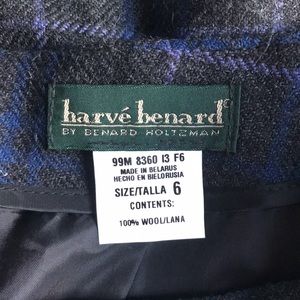 harvé benard
BY BENARD HOLTZMAN
99M 8360 I3 F6
MADE IN BELARUS
HECHO EN BIELORUSIA
SIZE/TALLA 6
CONTENTS:
100% WOOL/LANA